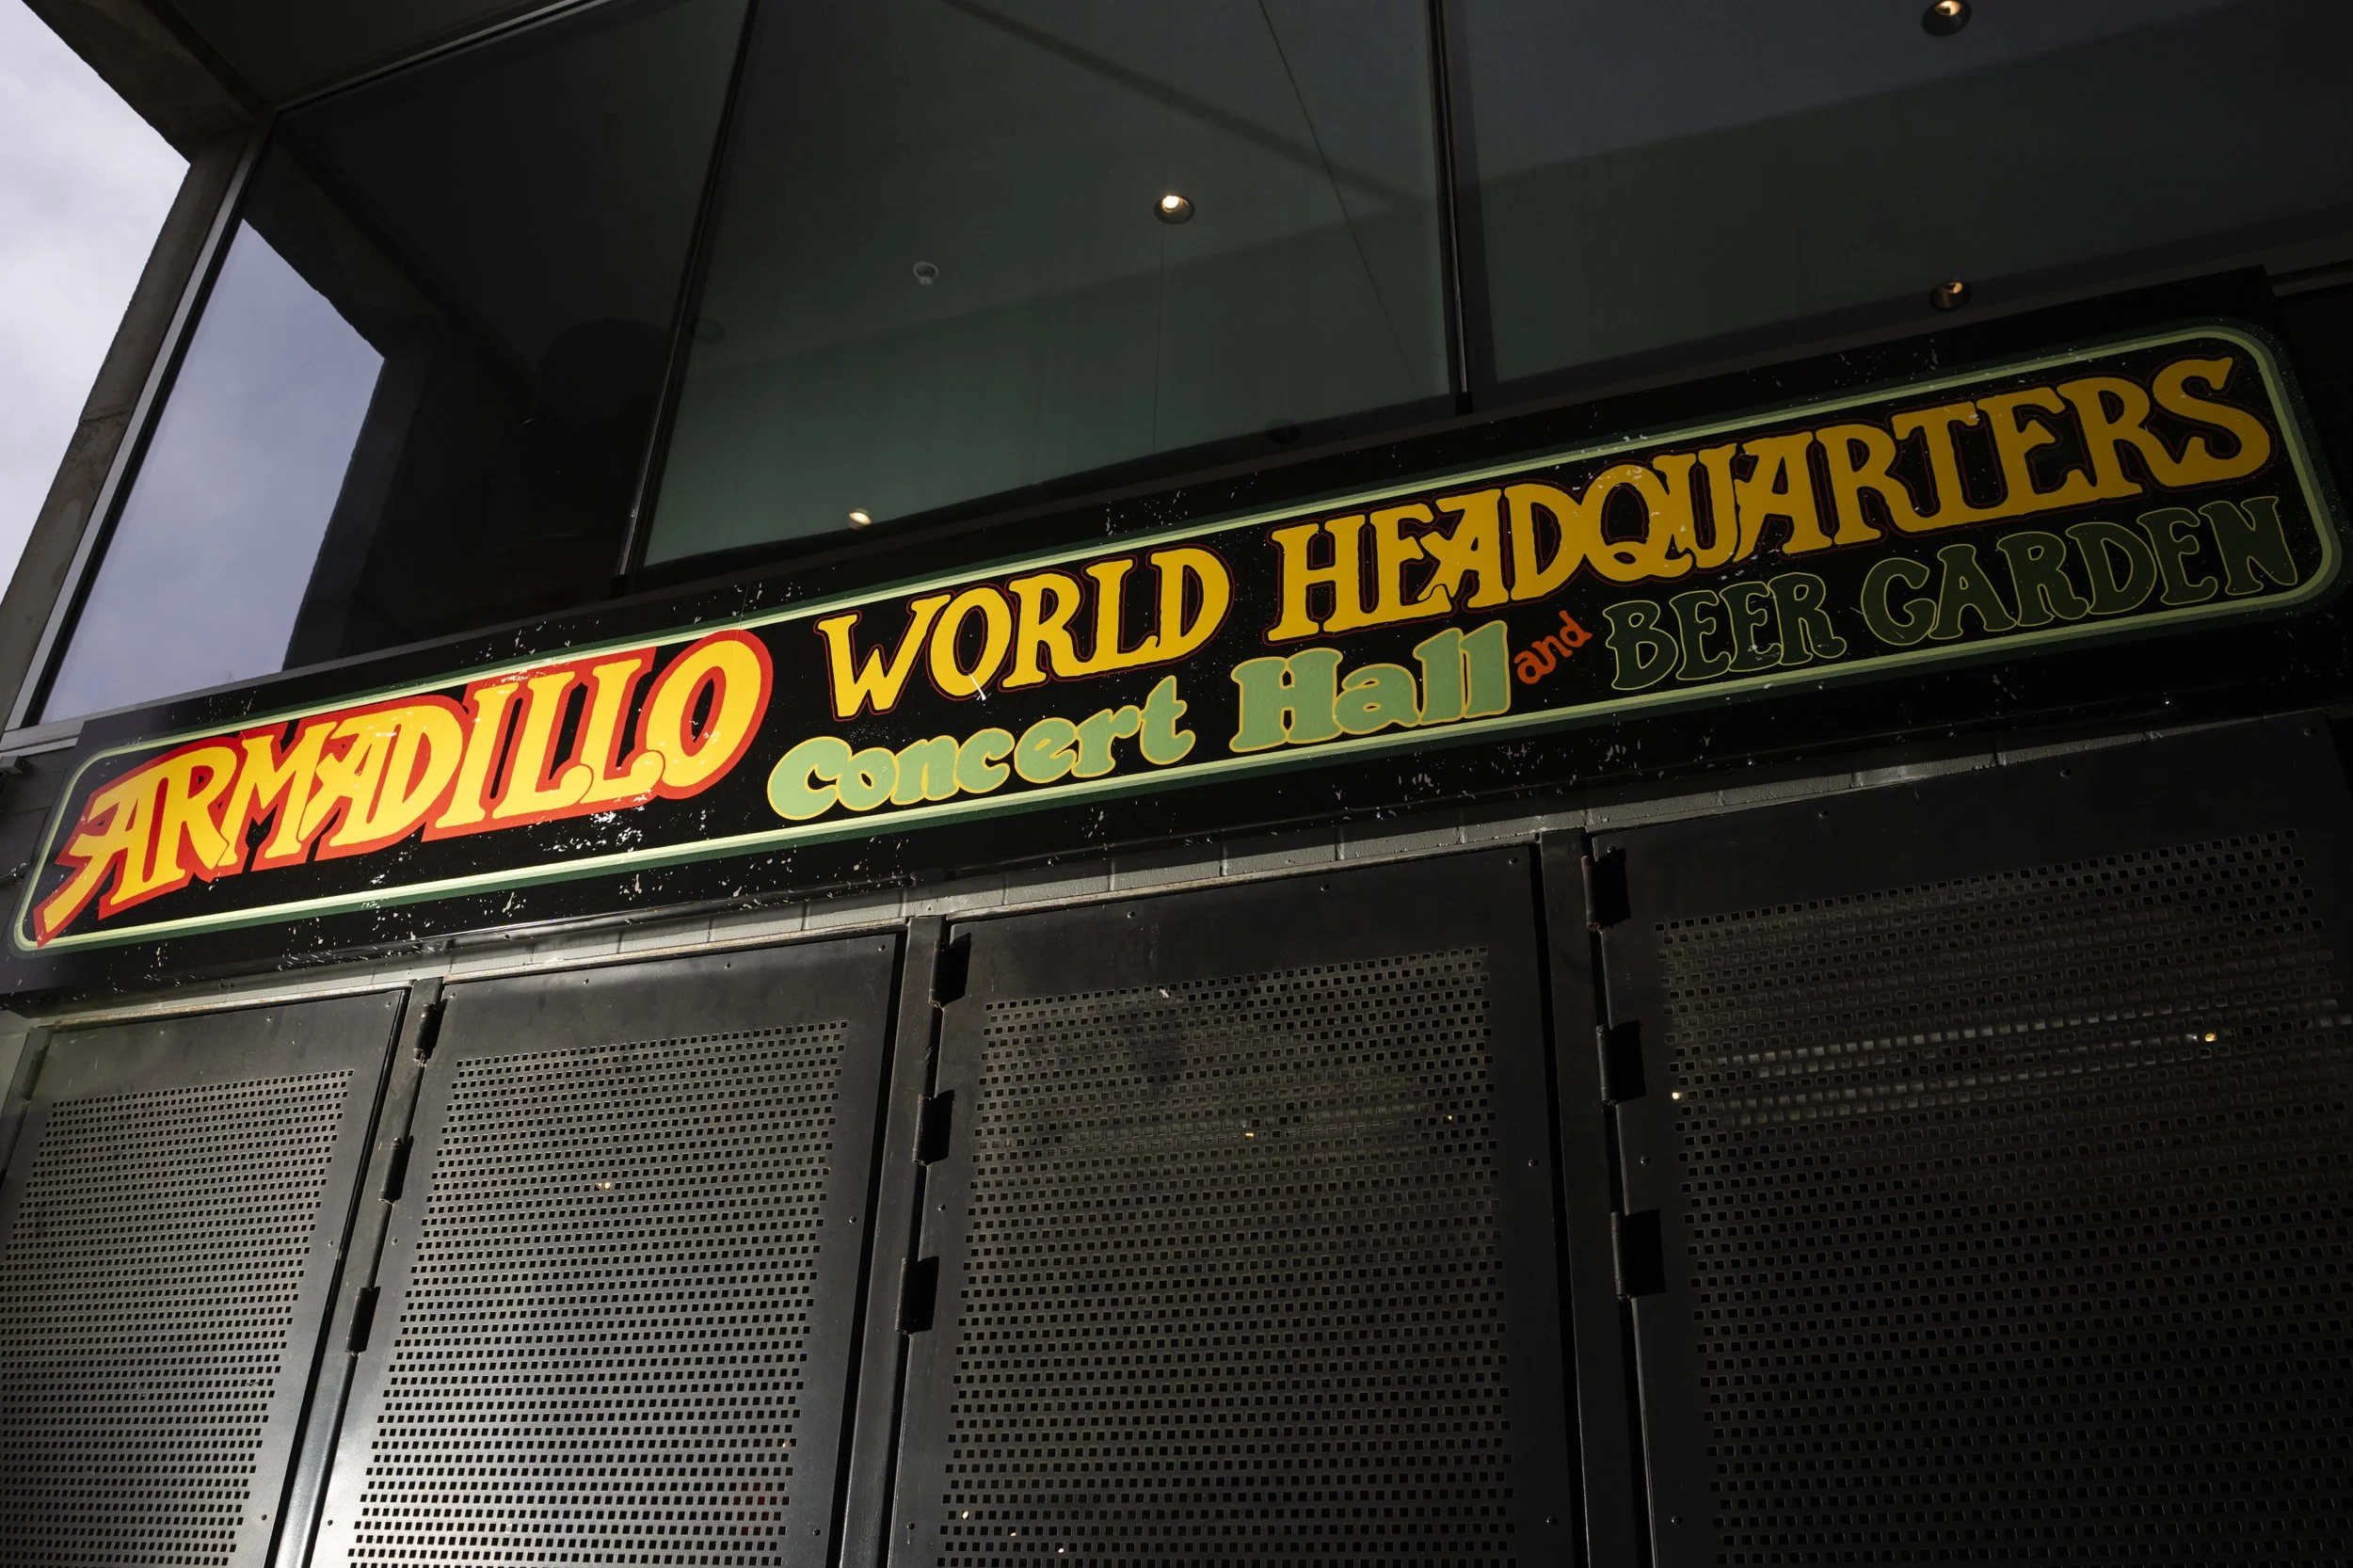 ARMADILLO WORLD HEADQUARTERS
Concert Hall and BEER GARDEN